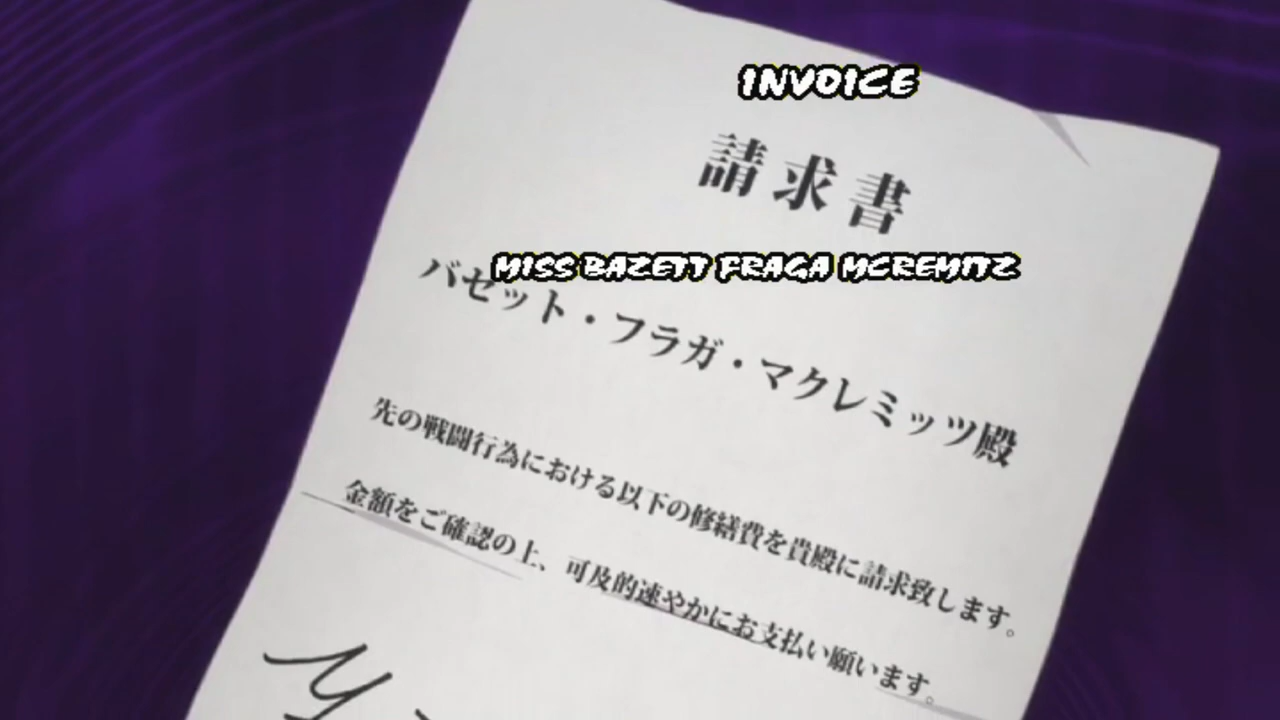 INVOICE
請求書
MISS BAZETT FRAGA MCREMITZ
バゼット・フラガ・マクレミッツ殿
先の戦闘行為における以下の修繕費を貴殿に請求致します。
金額をご確認の上、可及的速やかにお支払い願います。